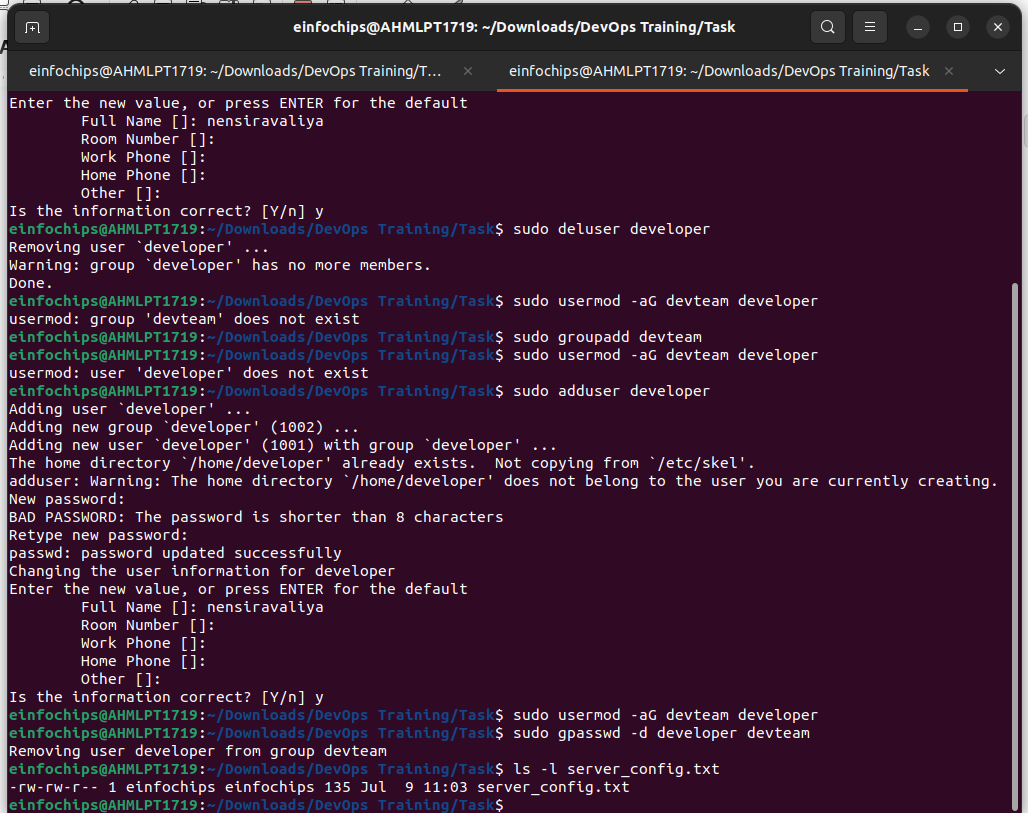 einfochips@AHMLPT1719: ~/Downloads/DevOps Training/Task
einfochips@AHMLPT1719: ~/Downloads/DevOps Training/T...
einfochips@AHMLPT1719: ~/Downloads/DevOps Training/Task
Enter the new value, or press ENTER for the default
Full Name []: nensiravaliya
Room Number []:
Work Phone []:
Home Phone []:
Other []:
Is the information correct? [Y/n] y
einfochips@AHMLPT1719:~/Downloads/DevOps Training/Task$ sudo deluser developer
Removing user `developer' ...
Warning: group `developer' has no more members.
Done.
einfochips@AHMLPT1719:~/Downloads/DevOps Training/Task$ sudo usermod -aG devteam developer
usermod: group 'devteam' does not exist
einfochips@AHMLPT1719:~/Downloads/DevOps Training/Task$ sudo groupadd devteam
einfochips@AHMLPT1719:~/Downloads/DevOps Training/Task$ sudo usermod -aG devteam developer
usermod: user 'developer' does not exist
einfochips@AHMLPT1719:~/Downloads/DevOps Training/Task$ sudo adduser developer
Adding user `developer' ...
Adding new group `developer' (1002) ...
Adding new user `developer' (1001) with group `developer' ...
The home directory `/home/developer' already exists.  Not copying from `/etc/skel'.
adduser: Warning: The home directory `/home/developer' does not belong to the user you are currently creating.
New password:
BAD PASSWORD: The password is shorter than 8 characters
Retype new password:
passwd: password updated successfully
Changing the user information for developer
Enter the new value, or press ENTER for the default
Full Name []: nensiravaliya
Room Number []:
Work Phone []:
Home Phone []:
Other []:
Is the information correct? [Y/n] y
einfochips@AHMLPT1719:~/Downloads/DevOps Training/Task$ sudo usermod -aG devteam developer
einfochips@AHMLPT1719:~/Downloads/DevOps Training/Task$ sudo gpasswd -d developer devteam
Removing user developer from group devteam
einfochips@AHMLPT1719:~/Downloads/DevOps Training/Task$ ls -l server_config.txt
-rw-rw-r-- 1 einfochips einfochips 135 Jul  9 11:03 server_config.txt
einfochips@AHMLPT1719:~/Downloads/DevOps Training/Task$